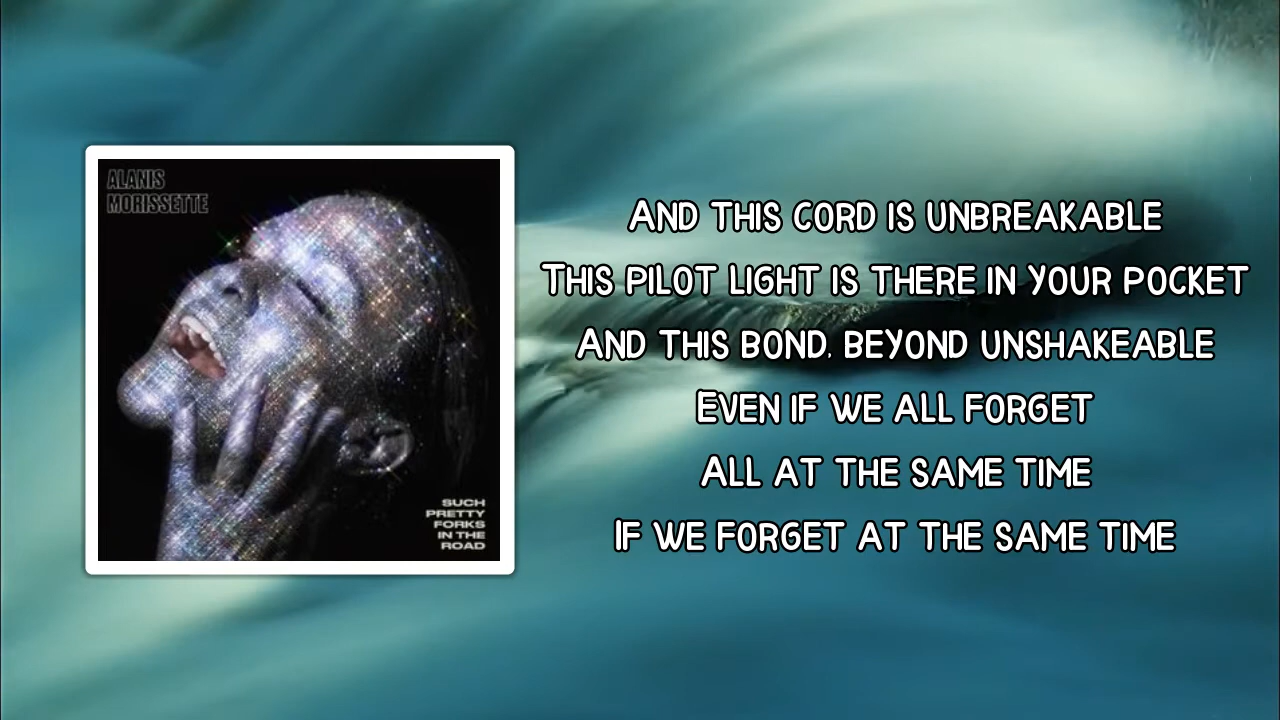 ALANIS
MORISSETTE
SUCH
PRETTY
FORKS
IN THE
ROAD
AND THIS CORD IS UNBREAKABLE
THIS PILOT LIGHT IS THERE IN YOUR POCKET
AND THIS BOND, BEYOND UNSHAKEABLE
EVEN IF WE ALL FORGET
ALL AT THE SAME TIME
IF WE FORGET AT THE SAME TIME